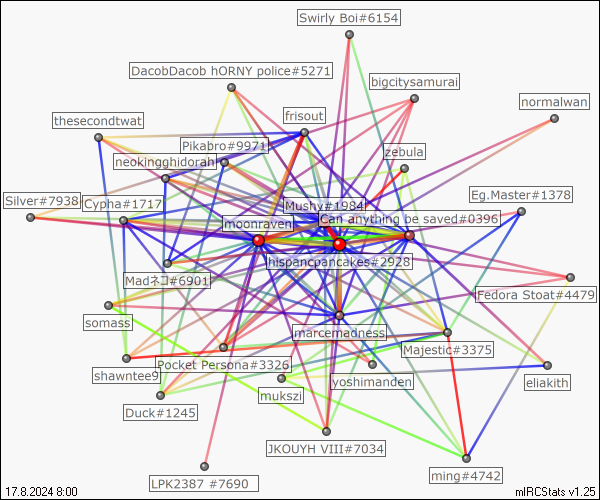 Swirly Boi#6154
DacobDacob hORNY police#5271
bigcitysamurai
normalwan
thesecondtwat
frisout
Pikabro#9971
zebula
neokingghidorah
Silver#7938
Cypha#1717
Mushy#1984
Eg.Master#1378
moonraven
Can anything be saved#0396
hispancpancakes#2928
Madネコ#6901
Fedora Stoat#4479
somass
marcemadness
Majestic#3375
shawntee9
Pocket Persona#3326
yoshimanden
eliakith
mukszi
Duck#1245
JKOUYH VIII#7034
ming#4742
LPK2387 #7690
17.8.2024 8:00
mIRCStats v1.25